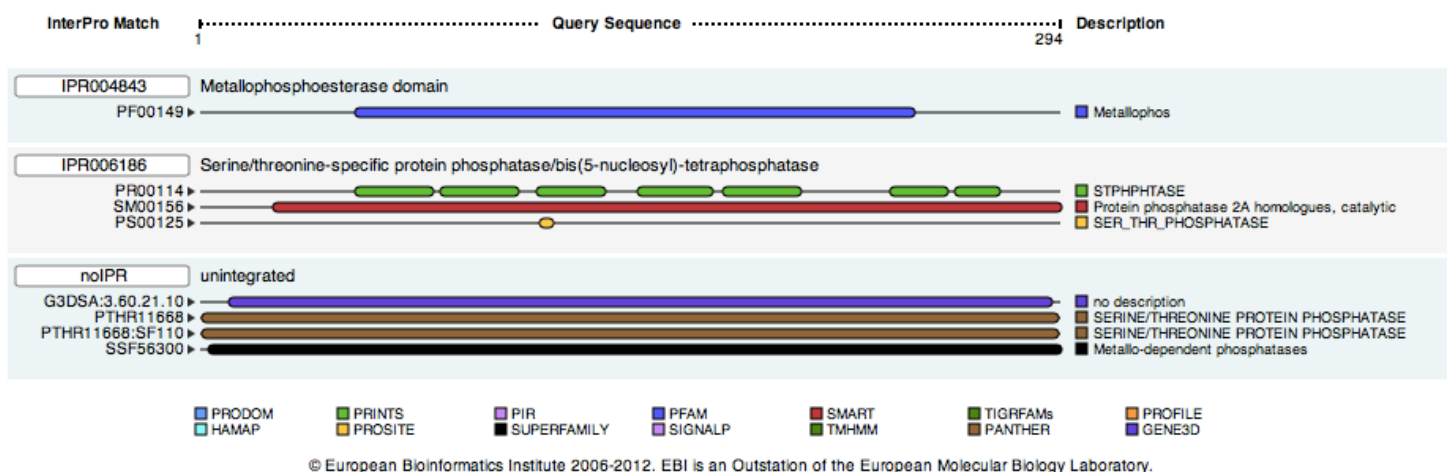 InterPro Match Query Sequence Description
1 294
IPR004843 Metallophosphoesterase domain
PF00149 Metallophos
IPR006186 Serine/threonine-specific protein phosphatase/bis(5-nucleosyl)-tetraphosphatase
PR00114 STPHPHTASE
SM00156 Protein phosphatase 2A homologues, catalytic
PS00125 SER_THR_PHOSPHATASE
noIPR unintegrated
G3DSA:3.60.21.10 no description
PTHR11668 SERINE/THREONINE PROTEIN PHOSPHATASE
PTHR11668:SF110 SERINE/THREONINE PROTEIN PHOSPHATASE
SSF56300 Metallo-dependent phosphatases
PRODOM PRINTS PIR PFAM SMART TIGRFAMs PROFILE
HAMAP PROSITE SUPERFAMILY SIGNALP TMHMM PANTHER GENE3D
© European Bioinformatics Institute 2006-2012. EBI is an Outstation of the European Molecular Biology Laboratory.